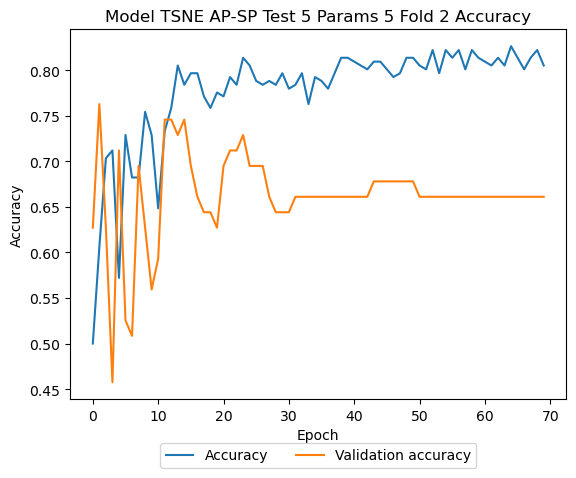 Model TSNE AP-SP Test 5 Params 5 Fold 2 Accuracy
0.80
0.75
0.70
0.65
0.60
0.55
0.50
0.45
Accuracy
0 10 20 30 40 50 60 70
Epoch
Accuracy Validation accuracy